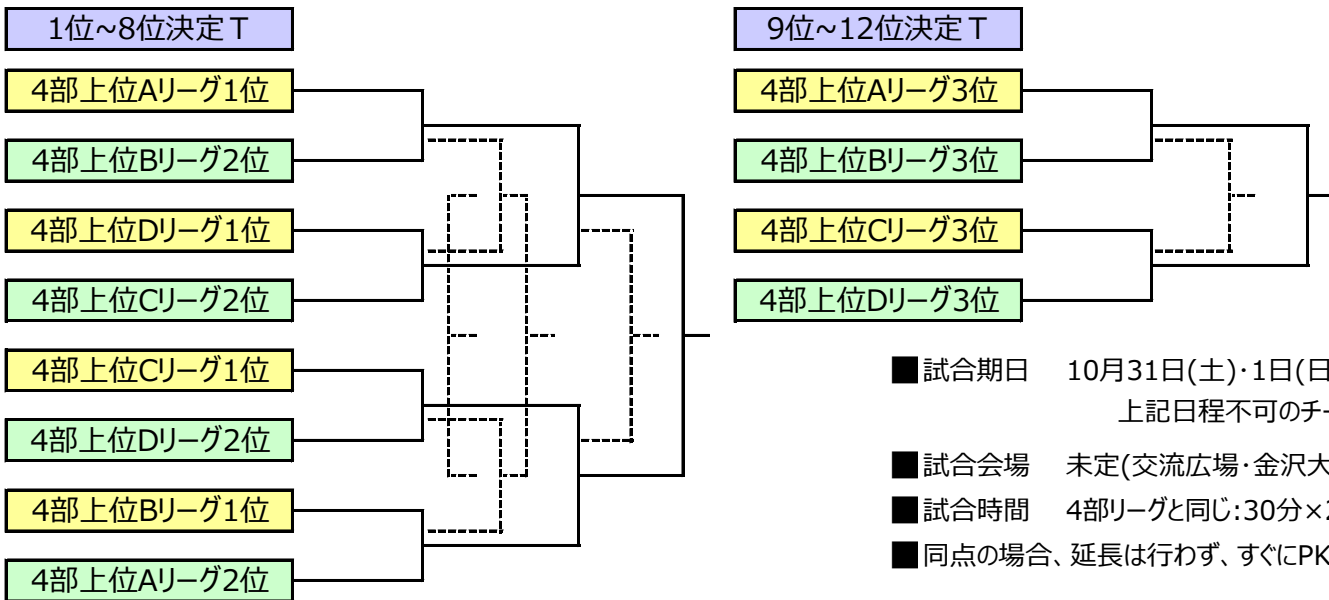 1位~8位決定T
4部上位Aリーグ1位
4部上位Bリーグ2位
4部上位Dリーグ1位
4部上位Cリーグ2位
4部上位Cリーグ1位
4部上位Dリーグ2位
4部上位Bリーグ1位
4部上位Aリーグ2位
9位~12位決定T
4部上位Aリーグ3位
4部上位Bリーグ3位
4部上位Cリーグ3位
4部上位Dリーグ3位
■試合期日 10月31日(土)･1日(日
上記日程不可のチー
■試合会場 未定(交流広場･金沢大
■試合時間 4部リーグと同じ:30分×2
■同点の場合、延長は行わず、すぐにPK